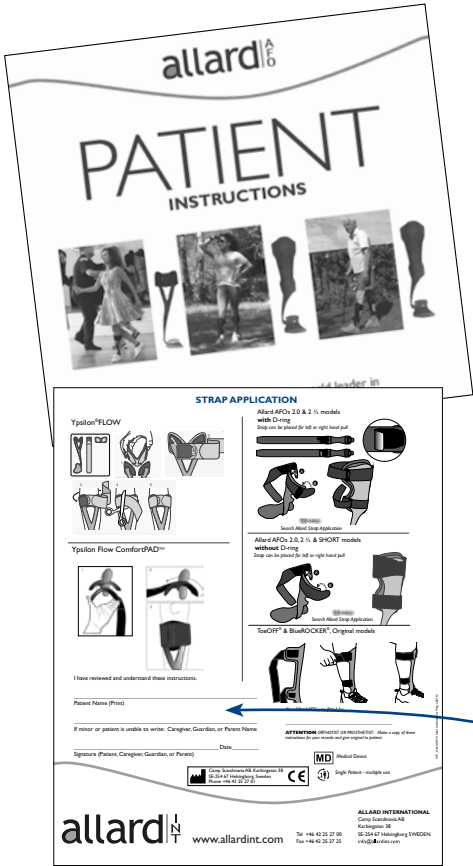 allard AFO
PATIENT
INSTRUCTIONS
leader in
STRAP APPLICATION
Ypsilon®FLOW
Ypsilon Flow ComfortPAD™
Allard AFOs 2.0 & 2 ½ models
with D-ring
Strap can be placed for left or right hand pull
Search Allard Strap Application
Allard AFOs 2.0, 2 ½ & SHORT models
without D-ring
Strap can be placed for left or right hand pull
Search Allard Strap Application
ToeOFF® & BlueROCKER®, Original models
I have reviewed and understand these instructions.
Patient Name (Print)
If minor or patient is unable to write: Caregiver, Guardian, or Parent Name
Date
Signature (Patient, Caregiver, Guardian, or Parent)
ATTENTION ORTHOTIST OR PROSTHETIST: Make a copy of these
instructions for your records and give original to patient.
MD Medical Device
Single Patient - multiple use
Camp Scandinavia AB, Karbingatan 38
SE-254 67 Helsingborg, Sweden
Phone +46 42 25 27 01
CE
allard INT
www.allardint.com
Tel +46 42 25 27 00
Fax +46 42 25 27 25
ALLARD INTERNATIONAL
Camp Scandinavia AB
Karbingatan 38
SE-254 67 Helsingborg SWEDEN
info@allardint.com